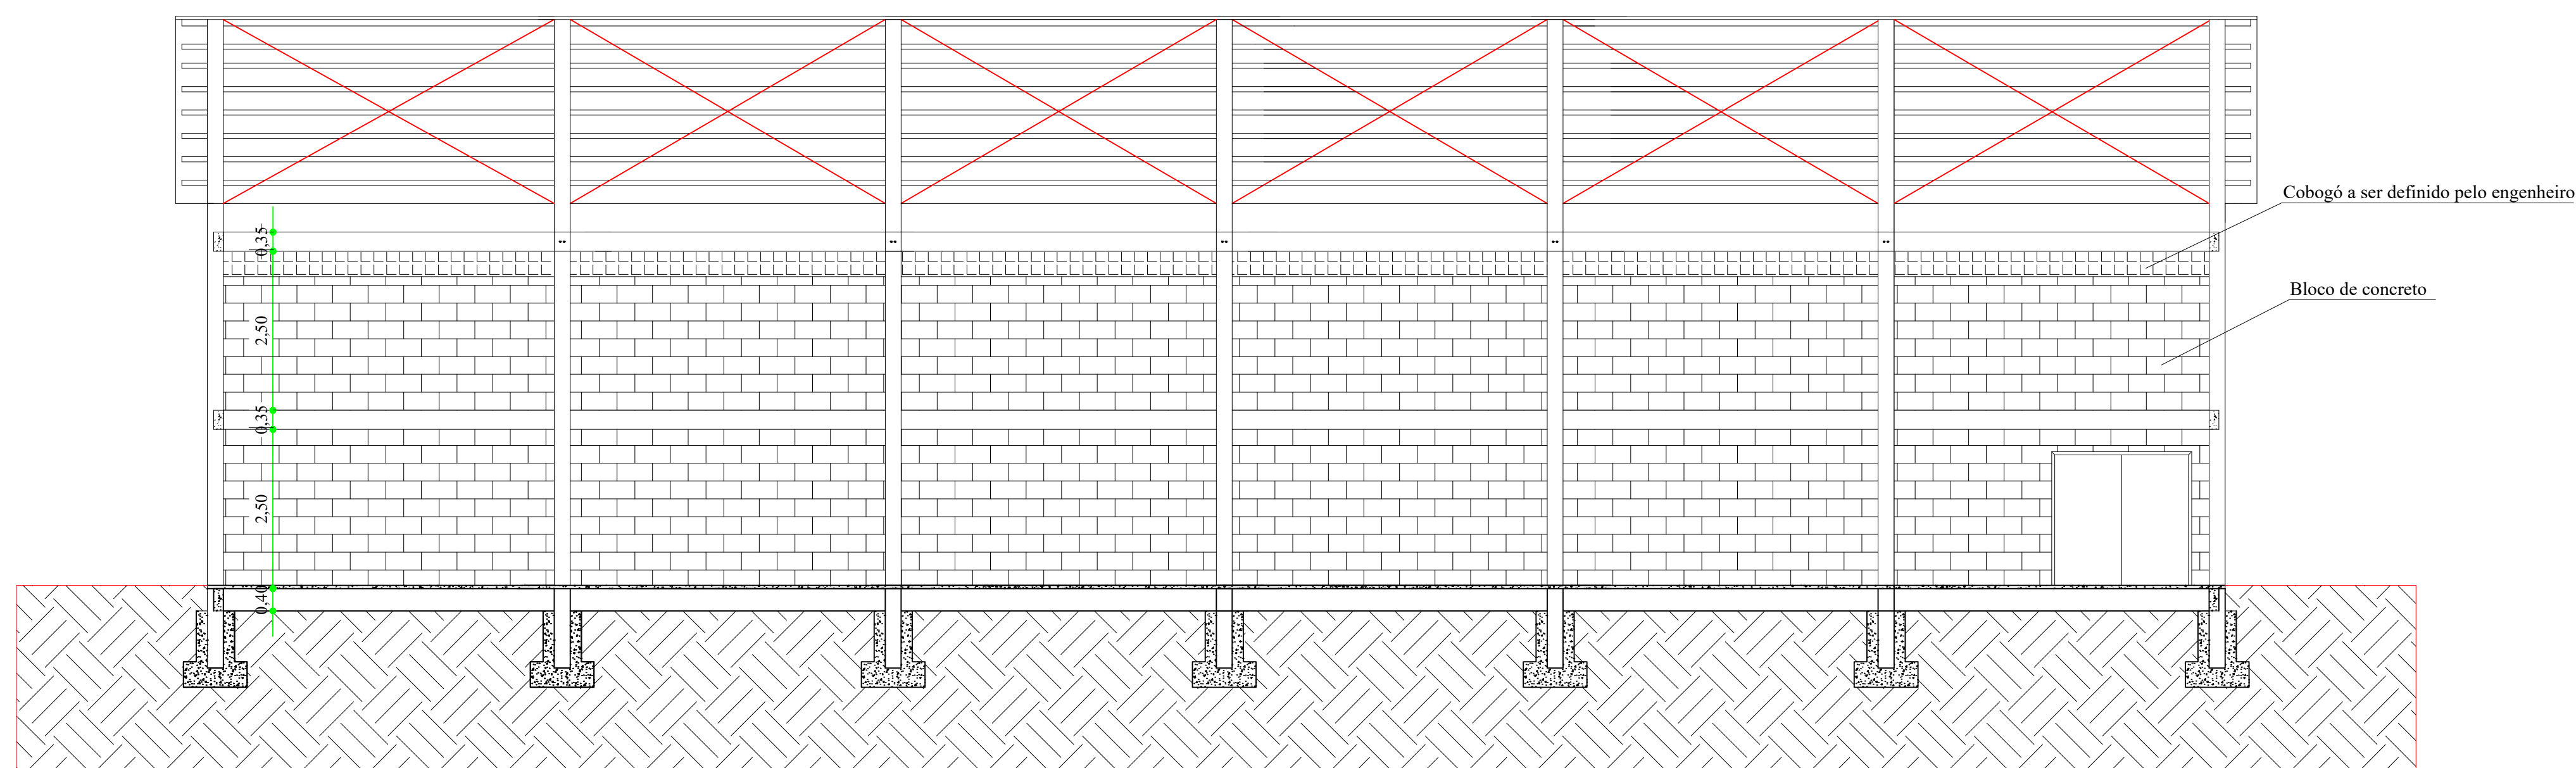 Cobogó a ser definido pelo engenheiro
0,35
Bloco de concreto
2,50
0,35
2,50
0,40